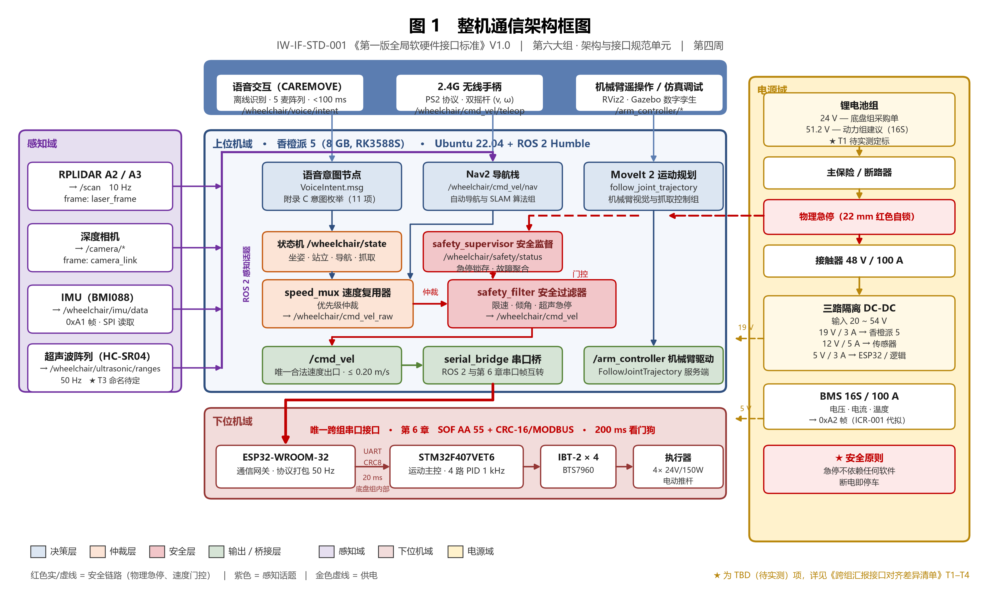 图 1 整机通信架构框图
IW-IF-STD-001 《第一版全局软硬件接口标准》V1.0 | 第六大组 · 架构与接口规范单元 | 第四周
语音交互（CAREMOVE）
离线识别 · 5 麦阵列 · <100 ms
/wheelchair/voice/intent
2.4G 无线手柄
PS2 协议 · 双摇杆 (v, ω)
/wheelchair/cmd_vel/teleop
机械臂遥操作 / 仿真调试
RViz2 · Gazebo 数字孪生
/arm_controller/*
感知域
RPLIDAR A2 / A3
→ /scan 10 Hz
frame: laser_frame
深度相机
→ /camera/*
frame: camera_link
IMU（BMI088）
→ /wheelchair/imu/data
0xA1 帧 · SPI 读取
超声波阵列（HC-SR04）
→ /wheelchair/ultrasonic/ranges
50 Hz ★ T3 命名待定
上位机域 • 香橙派 5（8 GB, RK3588S） • Ubuntu 22.04 + ROS 2 Humble
ROS 2 感知话题
语音意图节点
VoiceIntent.msg
附录 C 意图枚举（11 项）
Nav2 导航栈
/wheelchair/cmd_vel/nav
自动导航与 SLAM 算法组
MoveIt 2 运动规划
follow_joint_trajectory
机械臂视觉与抓取控制组
状态机 /wheelchair/state
坐姿 · 站立 · 导航 · 抓取
safety_supervisor 安全监督
/wheelchair/safety/status
急停锁存 · 故障聚合
门控
speed_mux 速度复用器
优先级仲裁
→ /wheelchair/cmd_vel_raw
仲裁
safety_filter 安全过滤器
限速 · 倾角 · 超声急停
→ /wheelchair/cmd_vel
/cmd_vel
唯一合法速度出口 · ≤ 0.20 m/s
serial_bridge 串口桥
ROS 2 与第 6 章串口帧互转
/arm_controller 机械臂驱动
FollowJointTrajectory 服务端
下位机域
唯一跨组串口接口 • 第 6 章 SOF AA 55 + CRC-16/MODBUS • 200 ms 看门狗
ESP32-WROOM-32
通信网关 · 协议打包 50 Hz
UART
CRC8
20 ms
底盘组内部
STM32F407VET6
运动主控 · 4 路 PID 1 kHz
IBT-2 × 4
BTS7960
执行器
4× 24V/150W
电动推杆
电源域
锂电池组
24 V — 底盘组采购单
51.2 V — 动力组建议（16S）
★ T1 待实测定标
主保险 / 断路器
物理急停（22 mm 红色自锁）
接触器 48 V / 100 A
三路隔离 DC-DC
输入 20 ~ 54 V
19 V / 3 A → 香橙派 5
12 V / 5 A → 传感器
5 V / 3 A → ESP32 / 逻辑
19 V
BMS 16S / 100 A
电压 · 电流 · 温度
→ 0xA2 帧（ICR-001 代拟）
5 V
★ 安全原则
急停不依赖任何软件
断电即停车
决策层
仲裁层
安全层
输出 / 桥接层
感知域
下位机域
电源域
红色实/虚线 = 安全链路（物理急停、速度门控） | 紫色 = 感知话题 | 金色虚线 = 供电
★ 为 TBD（待实测）项，详见《跨组汇报接口对齐差异清单》T1–T4